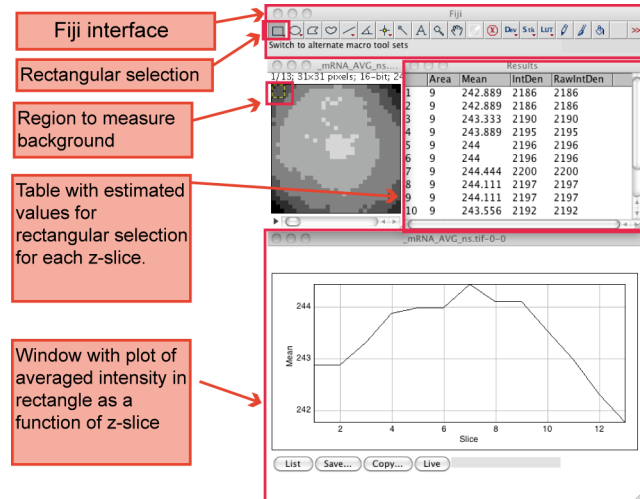 Fiji interface
Rectangular selection
Region to measure
background
Table with estimated
values for
rectangular selection
for each z-slice.
Window with plot of
averaged intensity in
rectangle as a
function of z-slice
Fiji
Dev Stk LUT >>
Switch to alternate macro tool sets
_mRNA_AVG_ns....
1/13; 31x31 pixels; 16-bit; 24
Results
Area Mean IntDen RawIntDen
1 9 242.889 2186 2186
2 9 242.889 2186 2186
3 9 243.333 2190 2190
4 9 243.889 2195 2195
5 9 244 2196 2196
6 9 244 2196 2196
7 9 244.444 2200 2200
8 9 244.111 2197 2197
9 9 244.111 2197 2197
10 9 243.556 2192 2192
_mRNA_AVG_ns.tif-0-0
244
243
242
Mean
2 4 6 8 10 12
Slice
List Save... Copy... Live